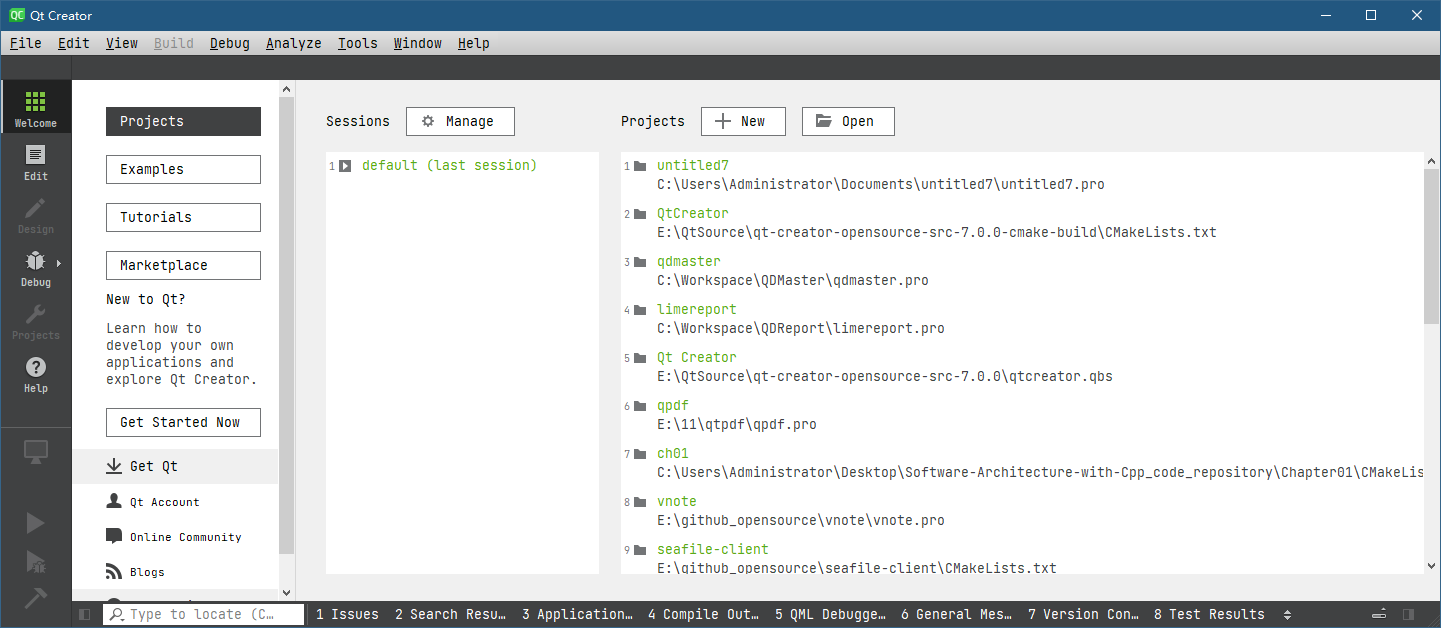 QC Qt Creator
File Edit View Build Debug Analyze Tools Window Help
Welcome
Edit
Design
Debug
Projects
Help
Projects
Examples
Tutorials
Marketplace
New to Qt?
Learn how to
develop your own
applications and
explore Qt Creator.
Get Started Now
Get Qt
Qt Account
Online Community
Blogs
Sessions Manage
1 default (last session)
Projects New Open
1 untitled7
C:\Users\Administrator\Documents\untitled7\untitled7.pro
2 QtCreator
E:\QtSource\qt-creator-opensource-src-7.0.0-cmake-build\CMakeLists.txt
3 qdmaster
C:\Workspace\QDMaster\qdmaster.pro
4 limereport
C:\Workspace\QDReport\limereport.pro
5 Qt Creator
E:\QtSource\qt-creator-opensource-src-7.0.0\qtcreator.qbs
6 qpdf
E:\11\qtpdf\qpdf.pro
7 ch01
C:\Users\Administrator\Desktop\Software-Architecture-with-Cpp_code_repository\Chapter01\CMakeLis
8 vnote
E:\github_opensource\vnote\vnote.pro
9 seafile-client
E:\github_opensource\seafile-client\CMakeLists.txt
Type to locate (C… 1 Issues 2 Search Resu… 3 Application… 4 Compile Out… 5 QML Debugge… 6 General Mes… 7 Version Con… 8 Test Results